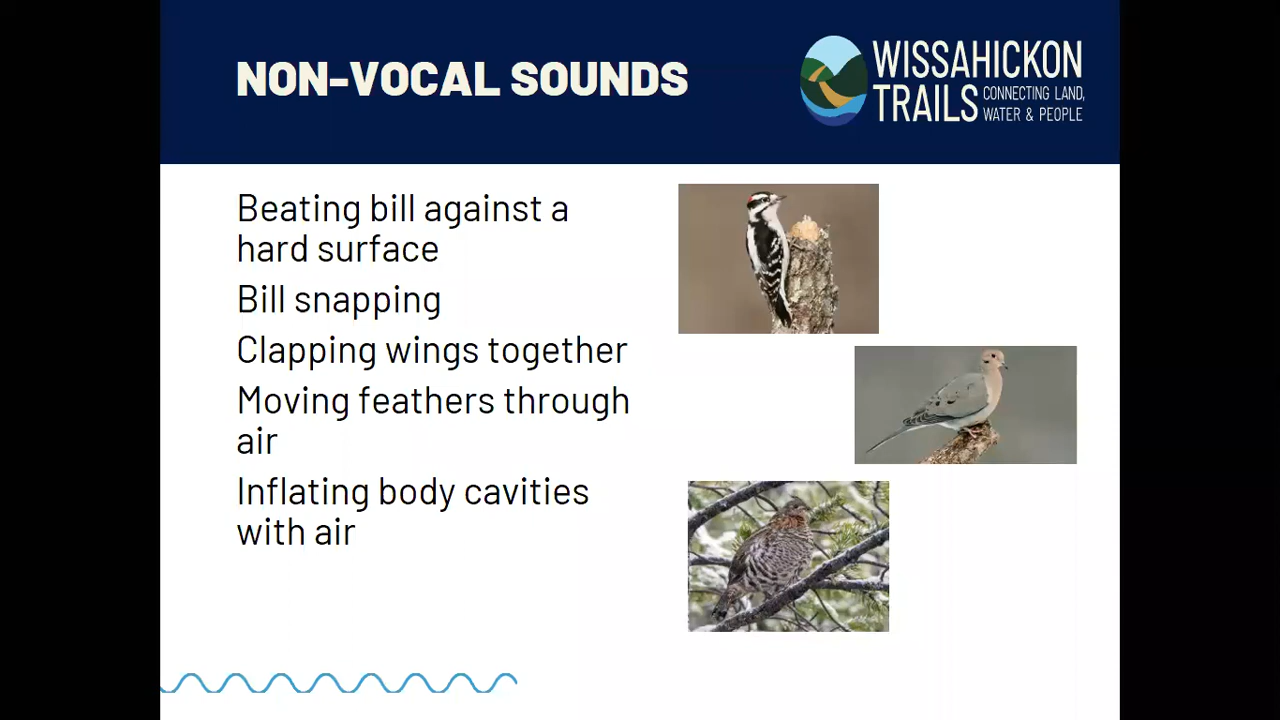 NON-VOCAL SOUNDS
WISSAHICKON
TRAILS CONNECTING LAND,
WATER & PEOPLE
Beating bill against a
hard surface
Bill snapping
Clapping wings together
Moving feathers through
air
Inflating body cavities
with air